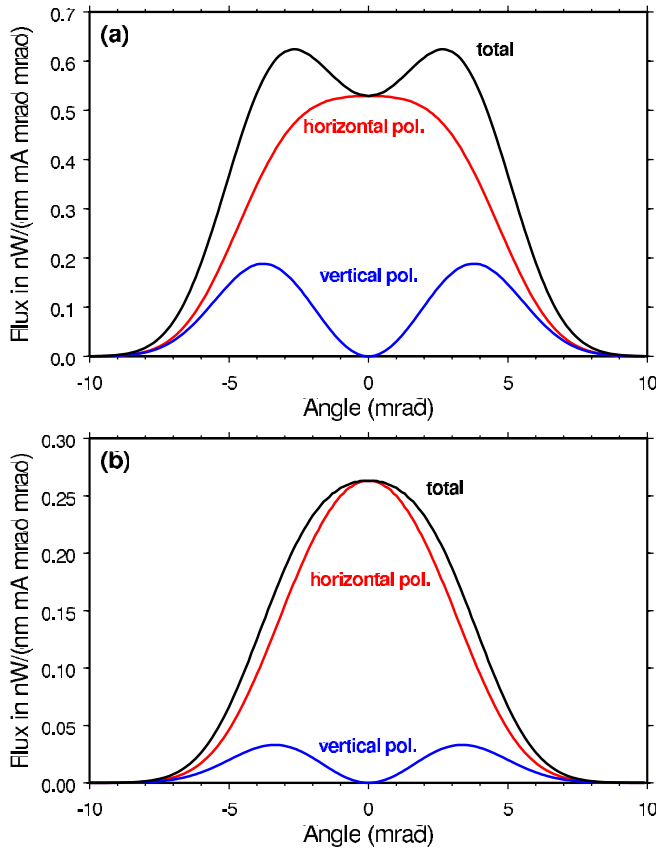 (a)
0.7
0.6
0.5
0.4
0.3
0.2
0.1
0.0
Flux in nW/(nm mA mrad mrad)
total
horizontal pol.
vertical pol.
-10 -5 0 5 10
Angle (mrad)
(b)
0.30
0.25
0.20
0.15
0.10
0.05
0.00
Flux in nW/(nm mA mrad mrad)
total
horizontal pol.
vertical pol.
-10 -5 0 5 10
Angle (mrad)